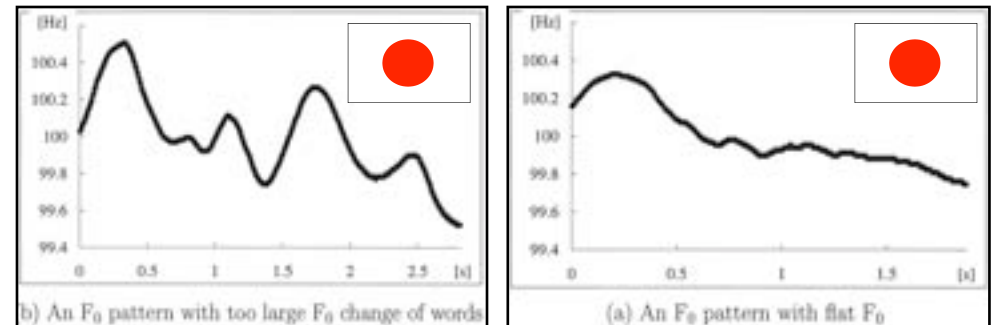 [Hz]
100.4
100.2
100
99.8
99.6
99.4
0 0.5 1 1.5 2 2.5 [s]
b) An F₀ pattern with too large F₀ change of words
[Hz]
100.4
100.2
100
99.8
99.6
99.4
0 0.5 1 1.5 [s]
(a) An F₀ pattern with flat F₀